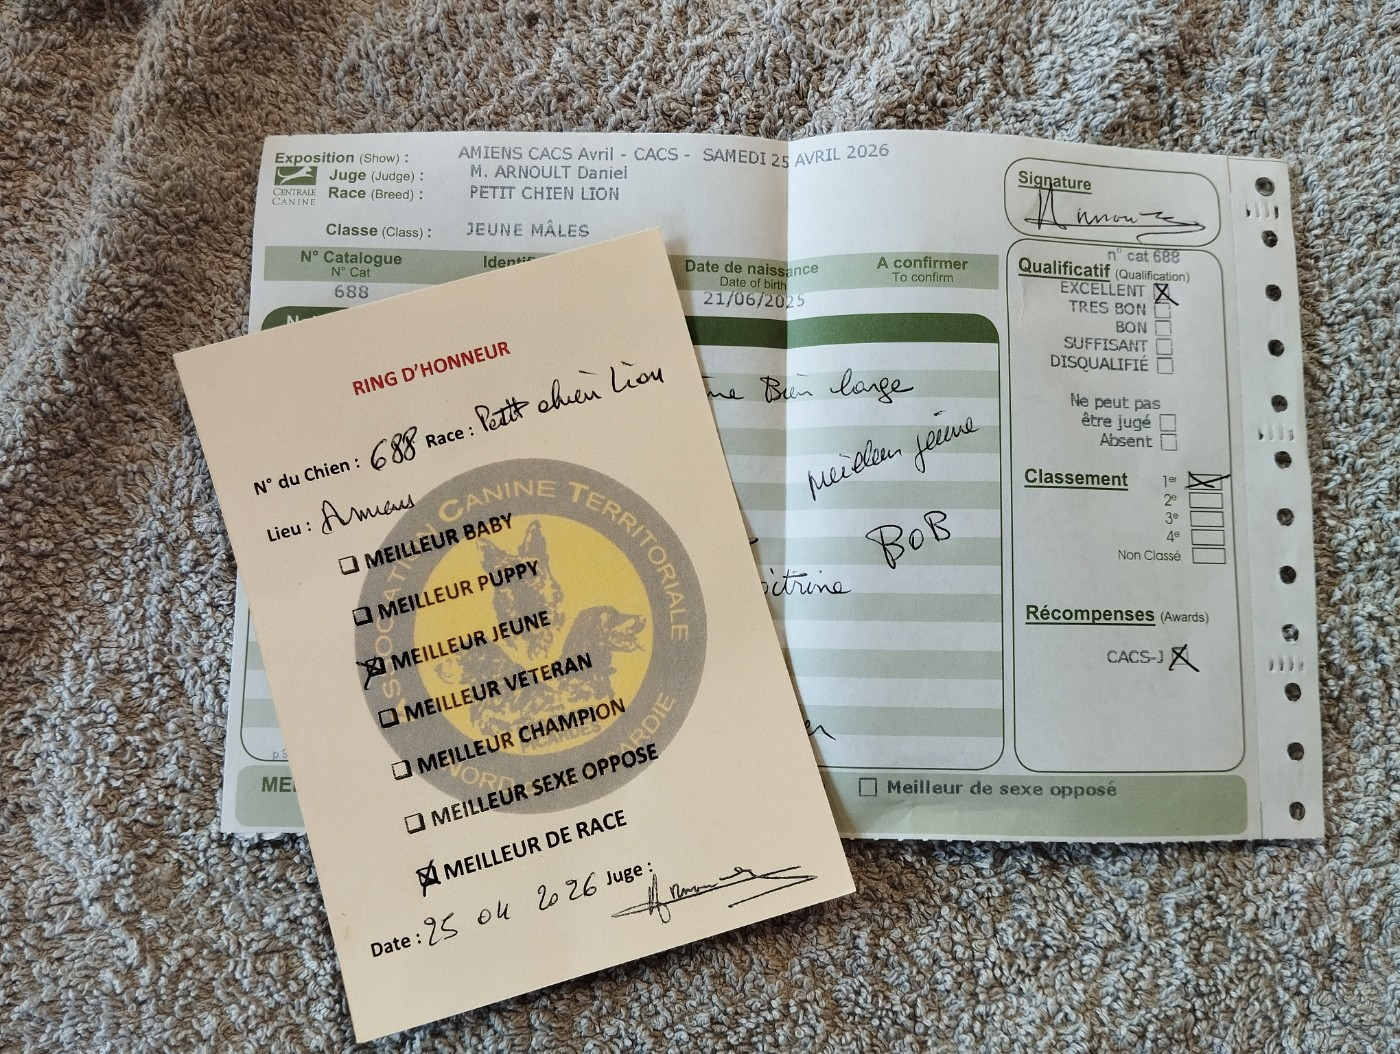 Exposition (Show) : AMIENS CACS Avril - CACS - SAMEDI 25 AVRIL 2026
CENTRALE CANINE
Juge (Judge) : M. ARNOULT Daniel
Race (Breed) : PETIT CHIEN LION
Classe (Class) : JEUNE MÂLES
N° Catalogue
N° Cat
688
Date de naissance
Date of birth
21/06/2025
A confirmer
To confirm
Bien large
Meilleur jeune
BOB
Meilleur de sexe opposé
Signature
n° cat 688
Qualificatif (Qualification)
EXCELLENT
TRES BON
BON
SUFFISANT
DISQUALIFIÉ
Ne peut pas
être jugé
Absent
Classement
1er
2e
3e
4e
Non Classé
Récompenses (Awards)
CACS-J
RING D'HONNEUR
N° du Chien : 688 Race : Petit chien Lion
Lieu : Amiens
ASSOCIATION CANINE TERRITORIALE
MEILLEUR BABY
MEILLEUR PUPPY
MEILLEUR JEUNE
MEILLEUR VETERAN
MEILLEUR CHAMPION
MEILLEUR SEXE OPPOSE
MEILLEUR DE RACE
Date : 25 04 2026 Juge :